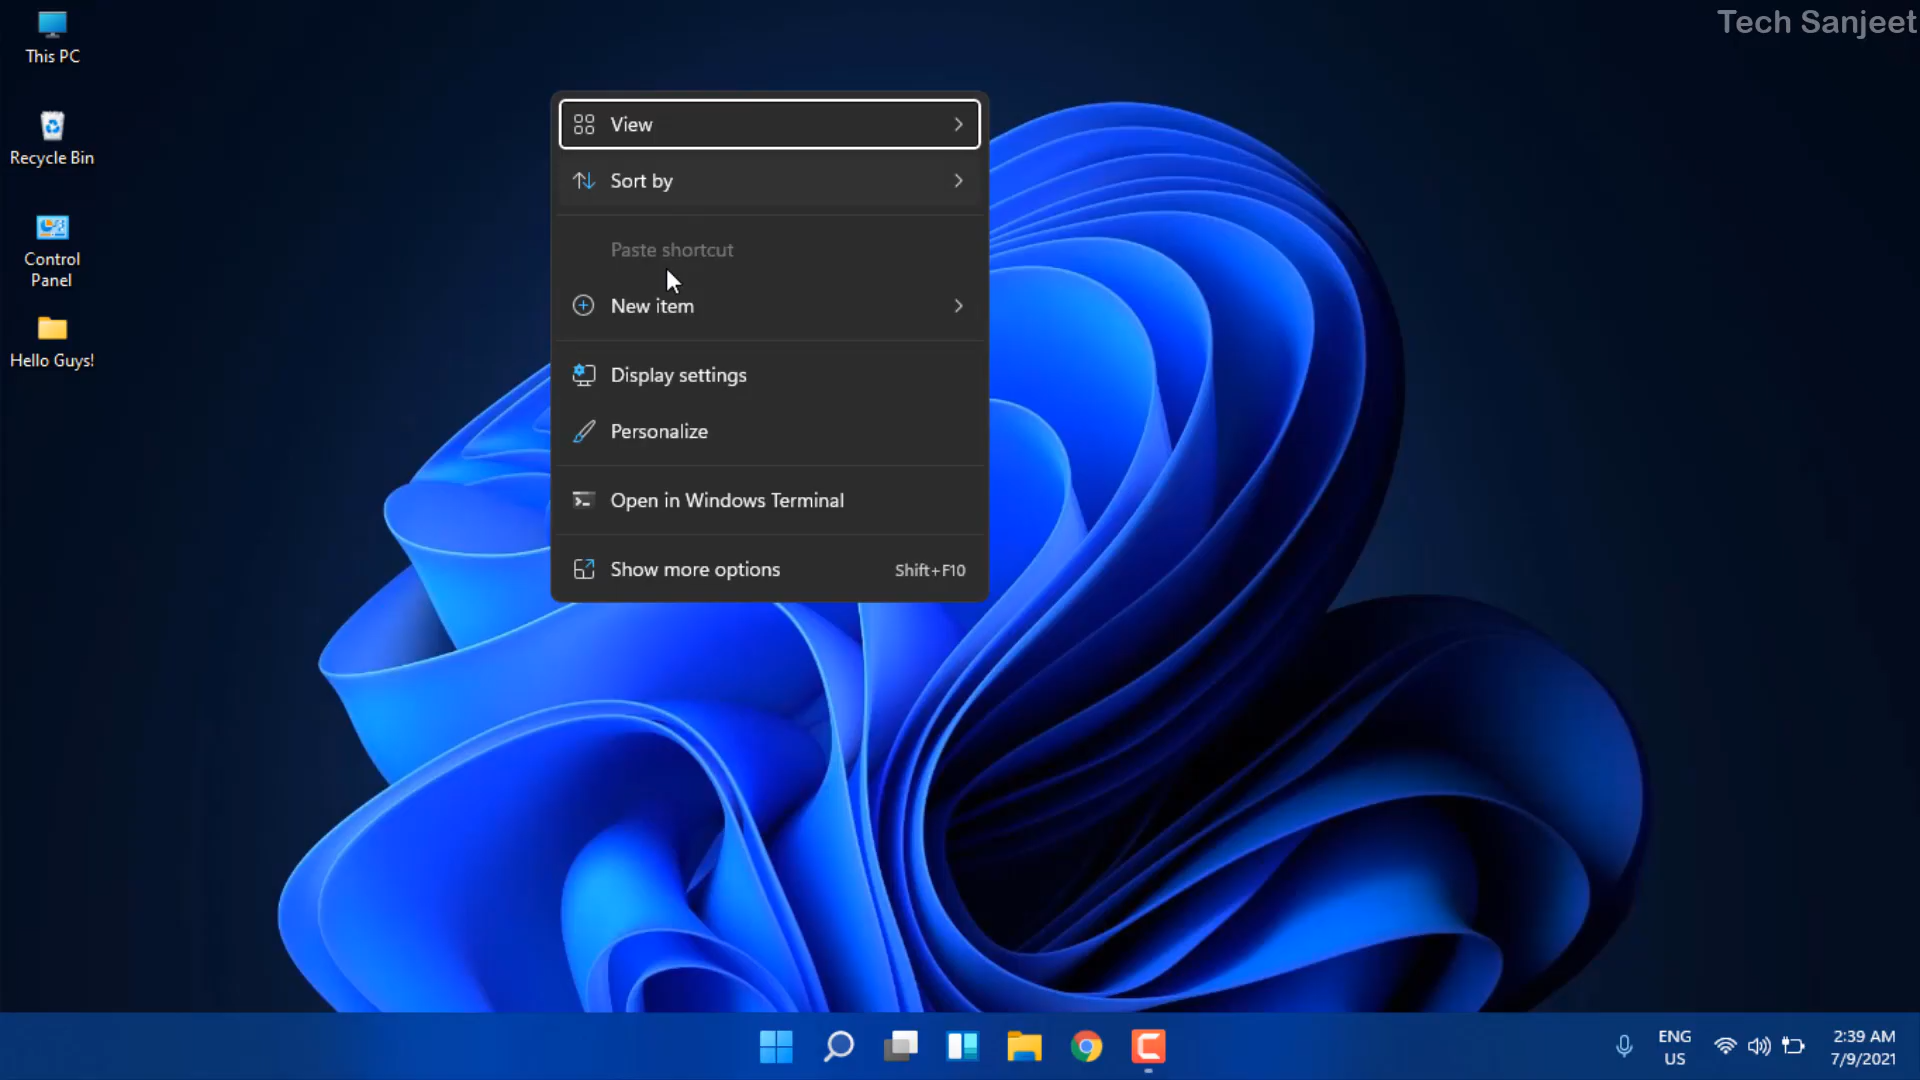 Tech Sanjeet
This PC
Recycle Bin
Control
Panel
Hello Guys!
View
Sort by
Paste shortcut
New item
Display settings
Personalize
Open in Windows Terminal
Show more options Shift+F10
ENG
US
2:39 AM
7/9/2021